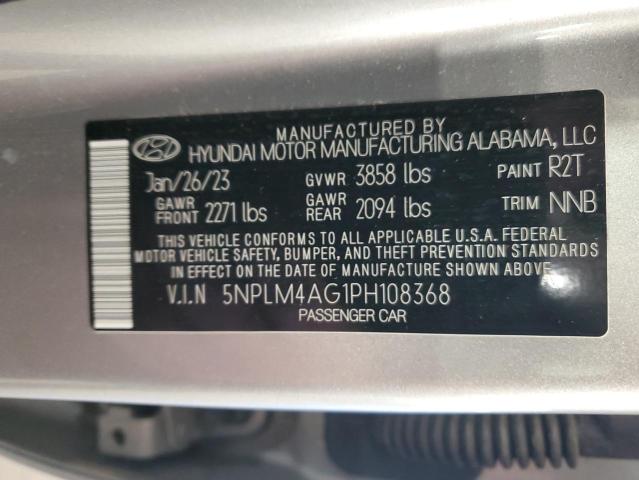 MANUFACTURED BY
HYUNDAI MOTOR MANUFACTURING ALABAMA, LLC
Jan/26/23 GVWR 3858 lbs PAINT R2T
GAWR FRONT 2271 lbs GAWR REAR 2094 lbs TRIM NNB
THIS VEHICLE CONFORMS TO ALL APPLICABLE U.S.A. FEDERAL
MOTOR VEHICLE SAFETY, BUMPER, AND THEFT PREVENTION STANDARDS
IN EFFECT ON THE DATE OF MANUFACTURE SHOWN ABOVE.
V.I.N 5NPLM4AG1PH108368
PASSENGER CAR